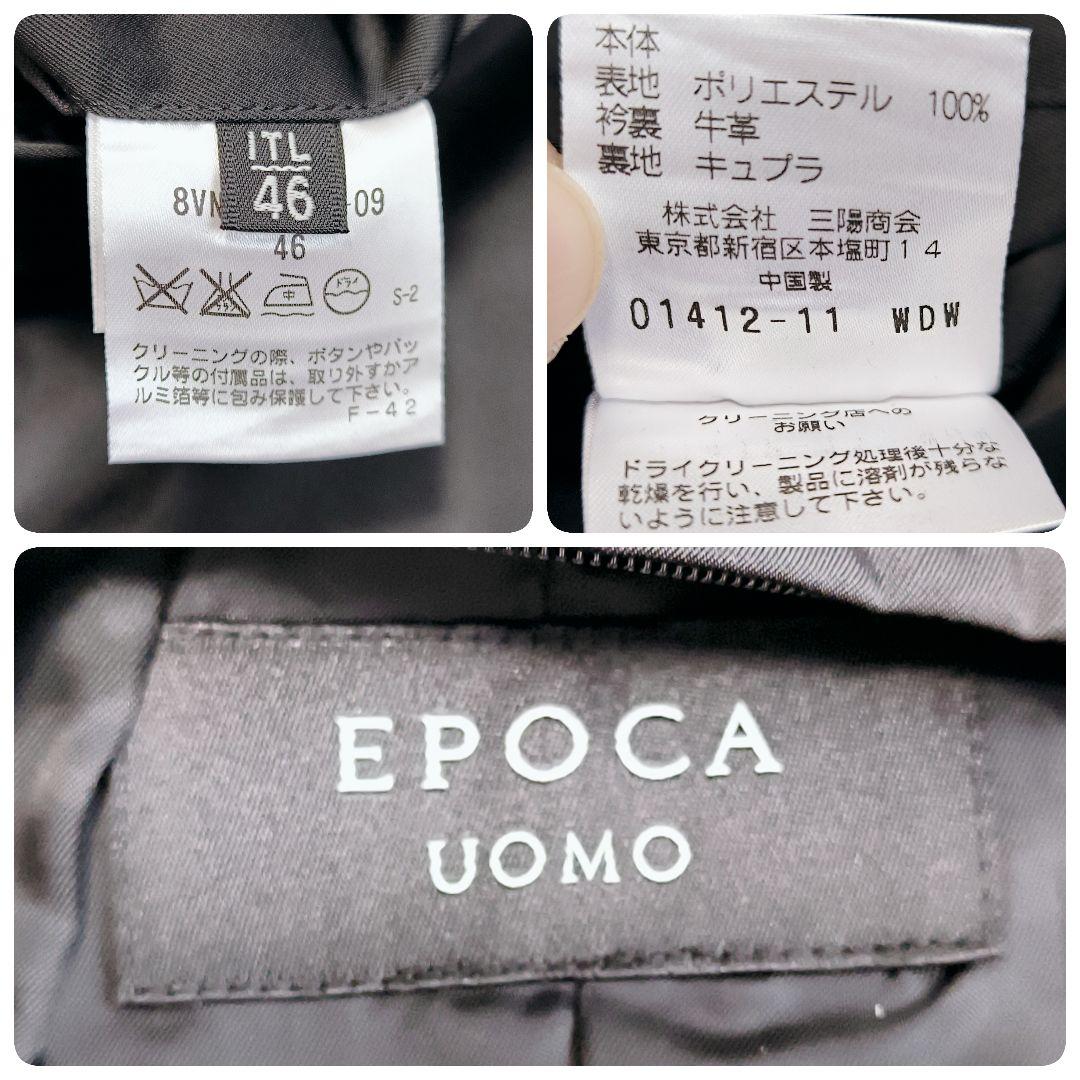 ITL
46
8VN
-09
46
中
ドライ
S-2
クリーニングの際、ボタンやバッ
クル等の付属品は、取り外すかア
ルミ箔等に包み保護して下さい。
F-42
本体
表地 ポリエステル 100%
衿裏 牛革
裏地 キュプラ
株式会社 三陽商会
東京都新宿区本塩町14
中国製
01412-11 WDW
クリーニング店への
お願い
ドライクリーニング処理後十分な
乾燥を行い、製品に溶剤が残らな
いように注意して下さい。
EPOCA
UOMO